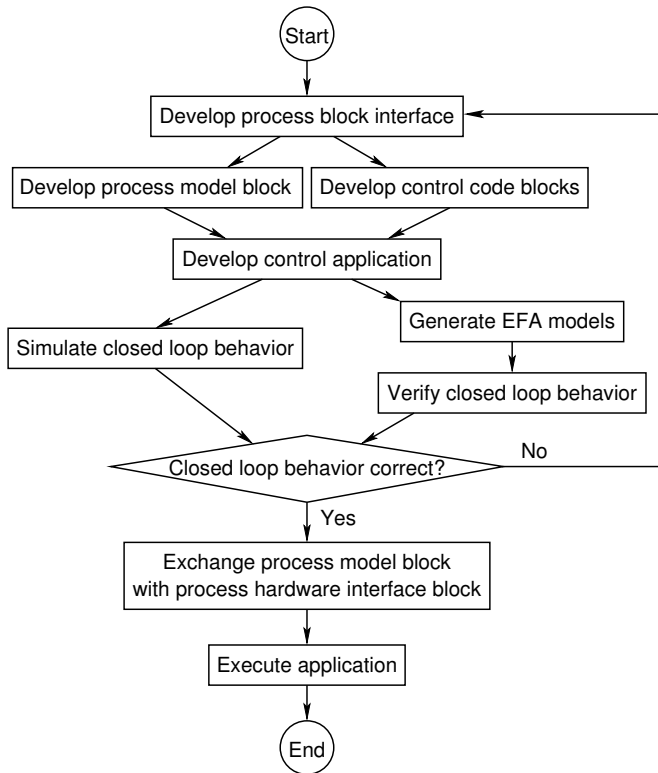 Start
Develop process block interface
Develop process model block
Develop control code blocks
Develop control application
Generate EFA models
Simulate closed loop behavior
Verify closed loop behavior
Closed loop behavior correct?
No
Yes
Exchange process model block
with process hardware interface block
Execute application
End